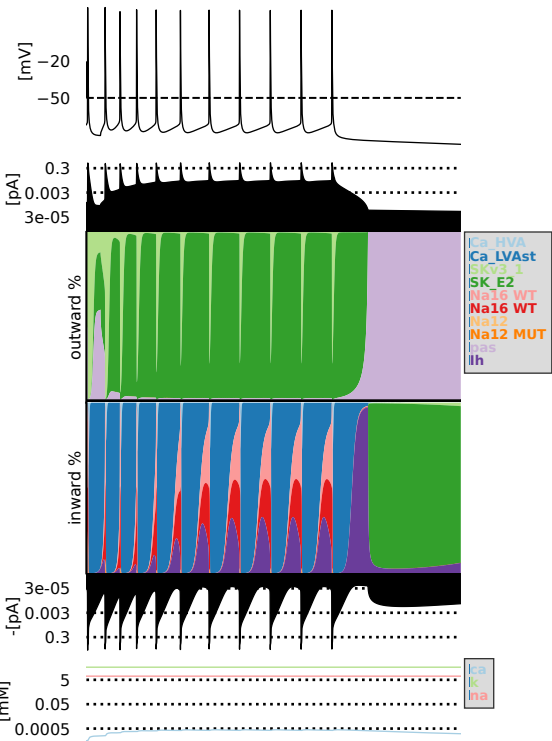 [mV]
−20
−50
[pA]
0.3
0.003
3e-05
outward %
Ca_HVA
Ca_LVAst
SKv3_1
SK_E2
Na16 WT
Na16 WT
Na12
Na12 MUT
pas
Ih
inward %
-[pA]
3e-05
0.003
0.3
[mM]
5
0.05
0.0005
ca
k
na